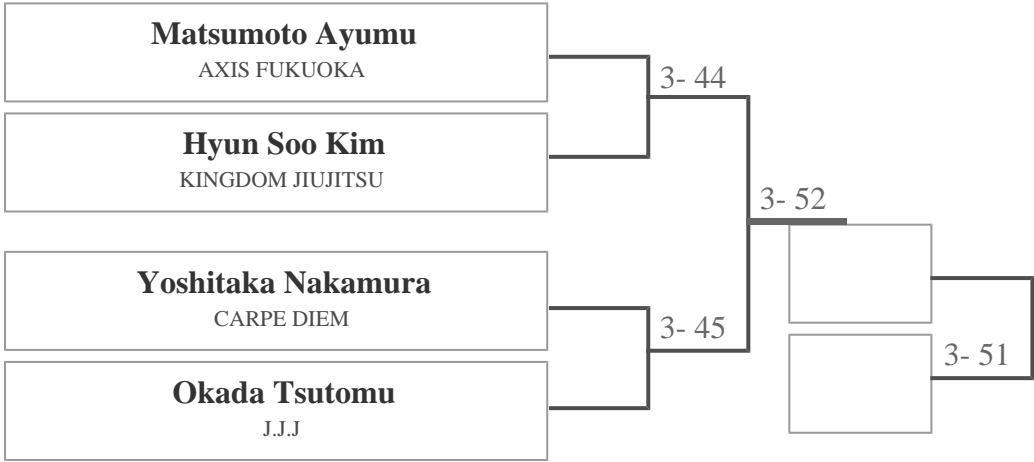 Matsumoto Ayumu
AXIS FUKUOKA
3- 44
Hyun Soo Kim
KINGDOM JIUJITSU
3- 52
Yoshitaka Nakamura
CARPE DIEM
3- 45
3- 51
Okada Tsutomu
J.J.J